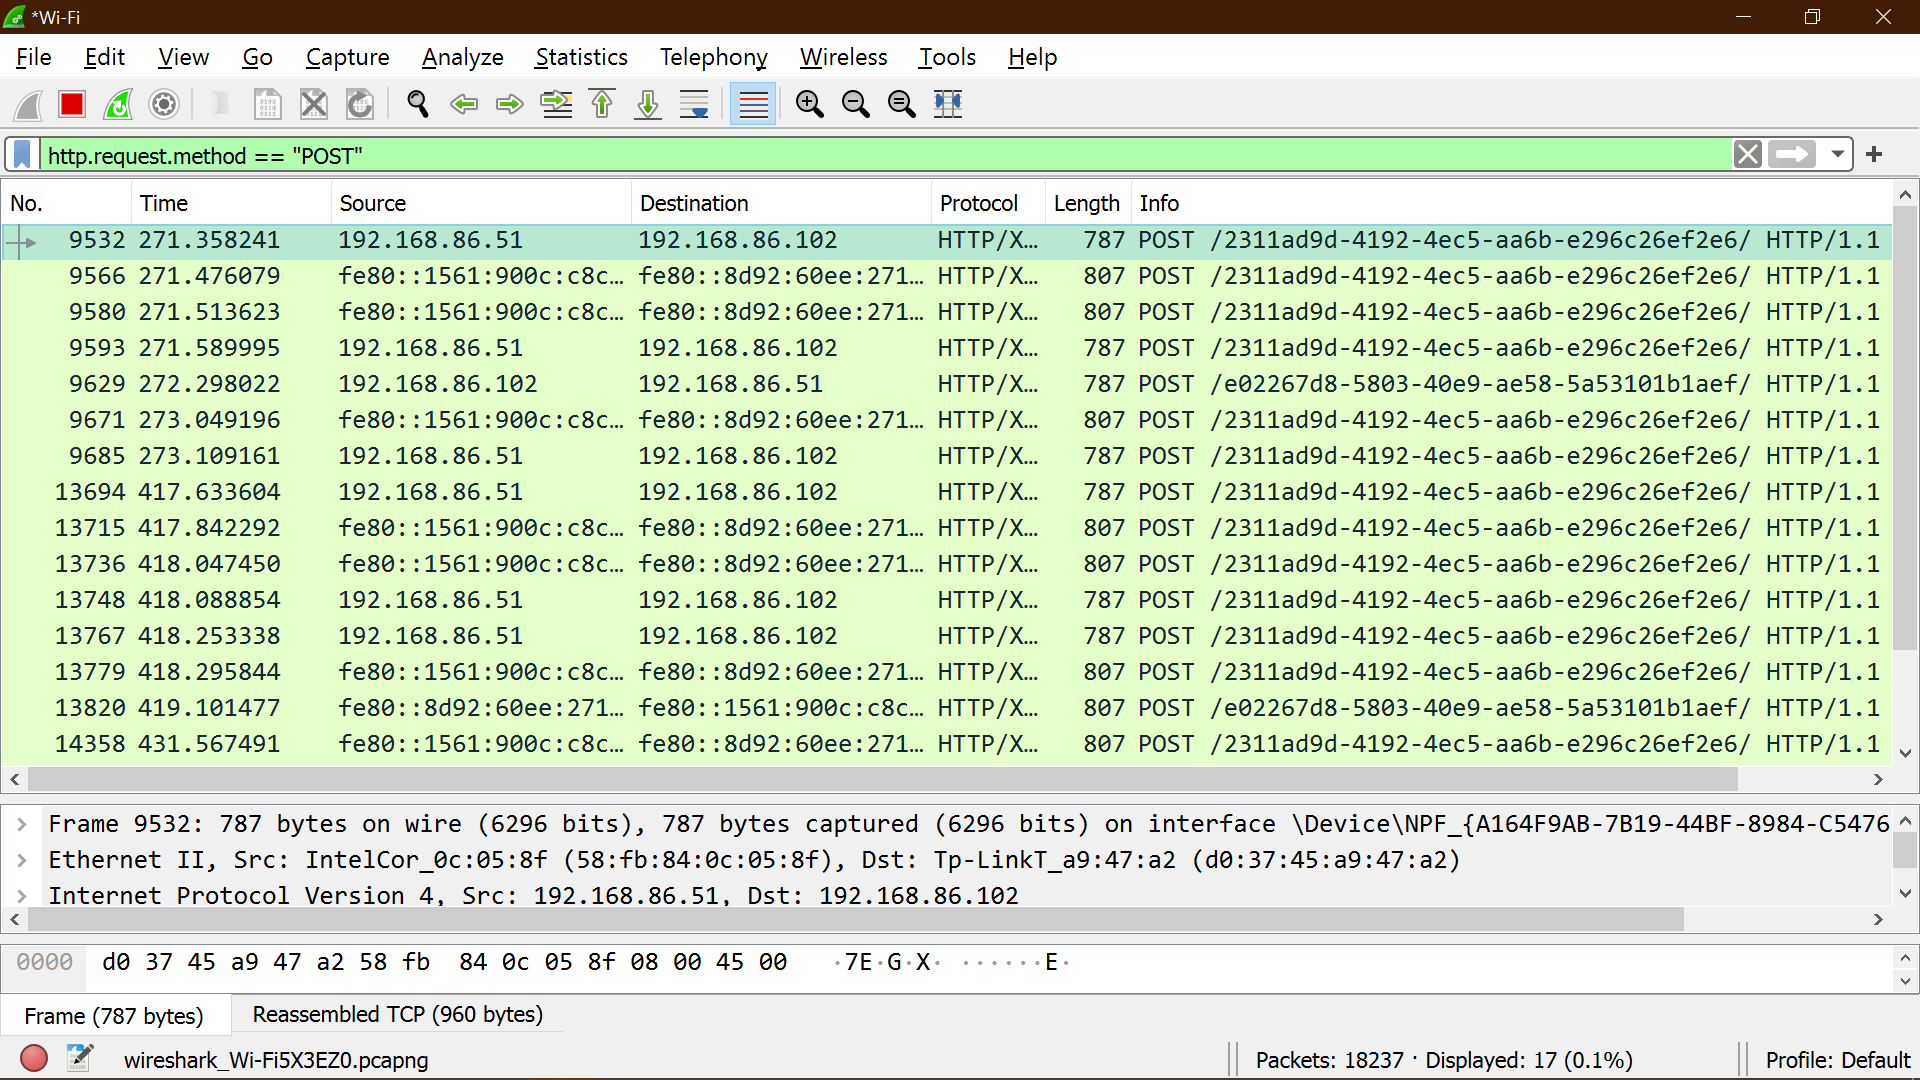 *Wi-Fi
File Edit View Go Capture Analyze Statistics Telephony Wireless Tools Help
http.request.method == "POST"
No. Time Source Destination Protocol Length Info
9532 271.358241 192.168.86.51 192.168.86.102 HTTP/X… 787 POST /2311ad9d-4192-4ec5-aa6b-e296c26ef2e6/ HTTP/1.1
9566 271.476079 fe80::1561:900c:c8c… fe80::8d92:60ee:271… HTTP/X… 807 POST /2311ad9d-4192-4ec5-aa6b-e296c26ef2e6/ HTTP/1.1
9580 271.513623 fe80::1561:900c:c8c… fe80::8d92:60ee:271… HTTP/X… 807 POST /2311ad9d-4192-4ec5-aa6b-e296c26ef2e6/ HTTP/1.1
9593 271.589995 192.168.86.51 192.168.86.102 HTTP/X… 787 POST /2311ad9d-4192-4ec5-aa6b-e296c26ef2e6/ HTTP/1.1
9629 272.298022 192.168.86.102 192.168.86.51 HTTP/X… 787 POST /e02267d8-5803-40e9-ae58-5a53101b1aef/ HTTP/1.1
9671 273.049196 fe80::1561:900c:c8c… fe80::8d92:60ee:271… HTTP/X… 807 POST /2311ad9d-4192-4ec5-aa6b-e296c26ef2e6/ HTTP/1.1
9685 273.109161 192.168.86.51 192.168.86.102 HTTP/X… 787 POST /2311ad9d-4192-4ec5-aa6b-e296c26ef2e6/ HTTP/1.1
13694 417.633604 192.168.86.51 192.168.86.102 HTTP/X… 787 POST /2311ad9d-4192-4ec5-aa6b-e296c26ef2e6/ HTTP/1.1
13715 417.842292 fe80::1561:900c:c8c… fe80::8d92:60ee:271… HTTP/X… 807 POST /2311ad9d-4192-4ec5-aa6b-e296c26ef2e6/ HTTP/1.1
13736 418.047450 fe80::1561:900c:c8c… fe80::8d92:60ee:271… HTTP/X… 807 POST /2311ad9d-4192-4ec5-aa6b-e296c26ef2e6/ HTTP/1.1
13748 418.088854 192.168.86.51 192.168.86.102 HTTP/X… 787 POST /2311ad9d-4192-4ec5-aa6b-e296c26ef2e6/ HTTP/1.1
13767 418.253338 192.168.86.51 192.168.86.102 HTTP/X… 787 POST /2311ad9d-4192-4ec5-aa6b-e296c26ef2e6/ HTTP/1.1
13779 418.295844 fe80::1561:900c:c8c… fe80::8d92:60ee:271… HTTP/X… 807 POST /2311ad9d-4192-4ec5-aa6b-e296c26ef2e6/ HTTP/1.1
13820 419.101477 fe80::8d92:60ee:271… fe80::1561:900c:c8c… HTTP/X… 807 POST /e02267d8-5803-40e9-ae58-5a53101b1aef/ HTTP/1.1
14358 431.567491 fe80::1561:900c:c8c… fe80::8d92:60ee:271… HTTP/X… 807 POST /2311ad9d-4192-4ec5-aa6b-e296c26ef2e6/ HTTP/1.1
Frame 9532: 787 bytes on wire (6296 bits), 787 bytes captured (6296 bits) on interface \Device\NPF_{A164F9AB-7B19-44BF-8984-C5476
Ethernet II, Src: IntelCor_0c:05:8f (58:fb:84:0c:05:8f), Dst: Tp-LinkT_a9:47:a2 (d0:37:45:a9:47:a2)
Internet Protocol Version 4, Src: 192.168.86.51, Dst: 192.168.86.102
0000 d0 37 45 a9 47 a2 58 fb 84 0c 05 8f 08 00 45 00 ·7E·G·X· ······E·
Frame (787 bytes) Reassembled TCP (960 bytes)
wireshark_Wi-Fi5X3EZ0.pcapng Packets: 18237 · Displayed: 17 (0.1%) Profile: Default